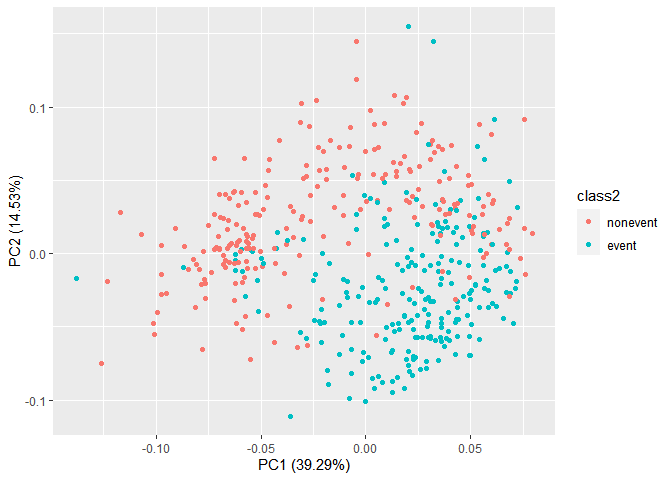 0.1
0.0
-0.1
PC2 (14.53%)
-0.10
-0.05
0.00
0.05
PC1 (39.29%)
class2
nonevent
event